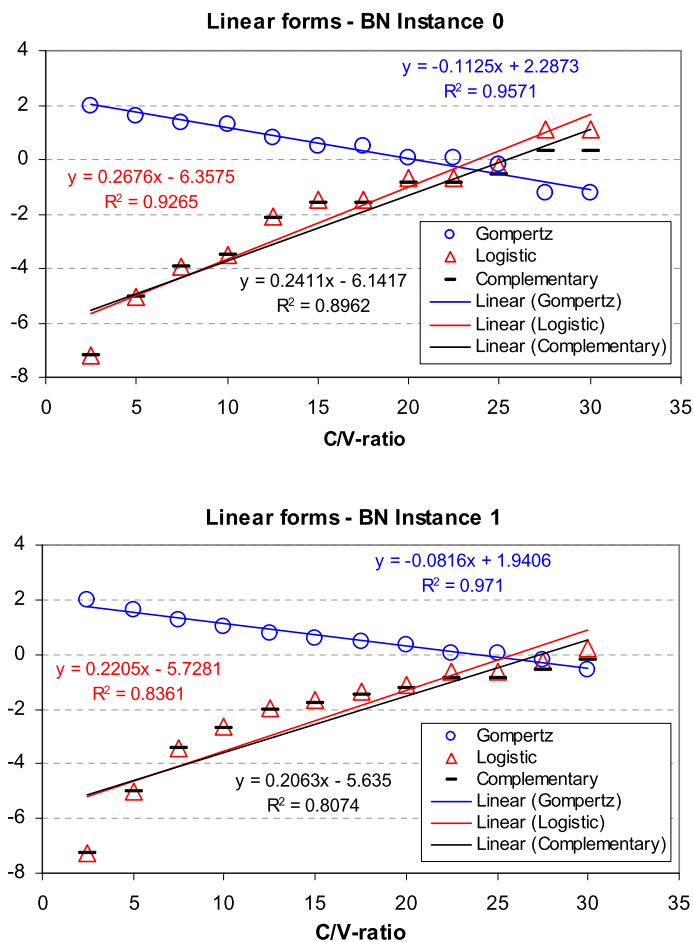 Linear forms - BN Instance 0
4
y = -0.1125x + 2.2873
R² = 0.9571
2
0
y = 0.2676x - 6.3575
R² = 0.9265
-2
Gompertz
Logistic
Complementary
Linear (Gompertz)
Linear (Logistic)
Linear (Complementary)
-4
y = 0.2411x - 6.1417
R² = 0.8962
-6
-8
0 5 10 15 20 25 30 35
C/V-ratio
Linear forms - BN Instance 1
4
y = -0.0816x + 1.9406
R² = 0.971
2
0
y = 0.2205x - 5.7281
R² = 0.8361
-2
Gompertz
Logistic
Complementary
Linear (Gompertz)
Linear (Logistic)
Linear (Complementary)
-4
y = 0.2063x - 5.635
R² = 0.8074
-6
-8
0 5 10 15 20 25 30 35
C/V-ratio